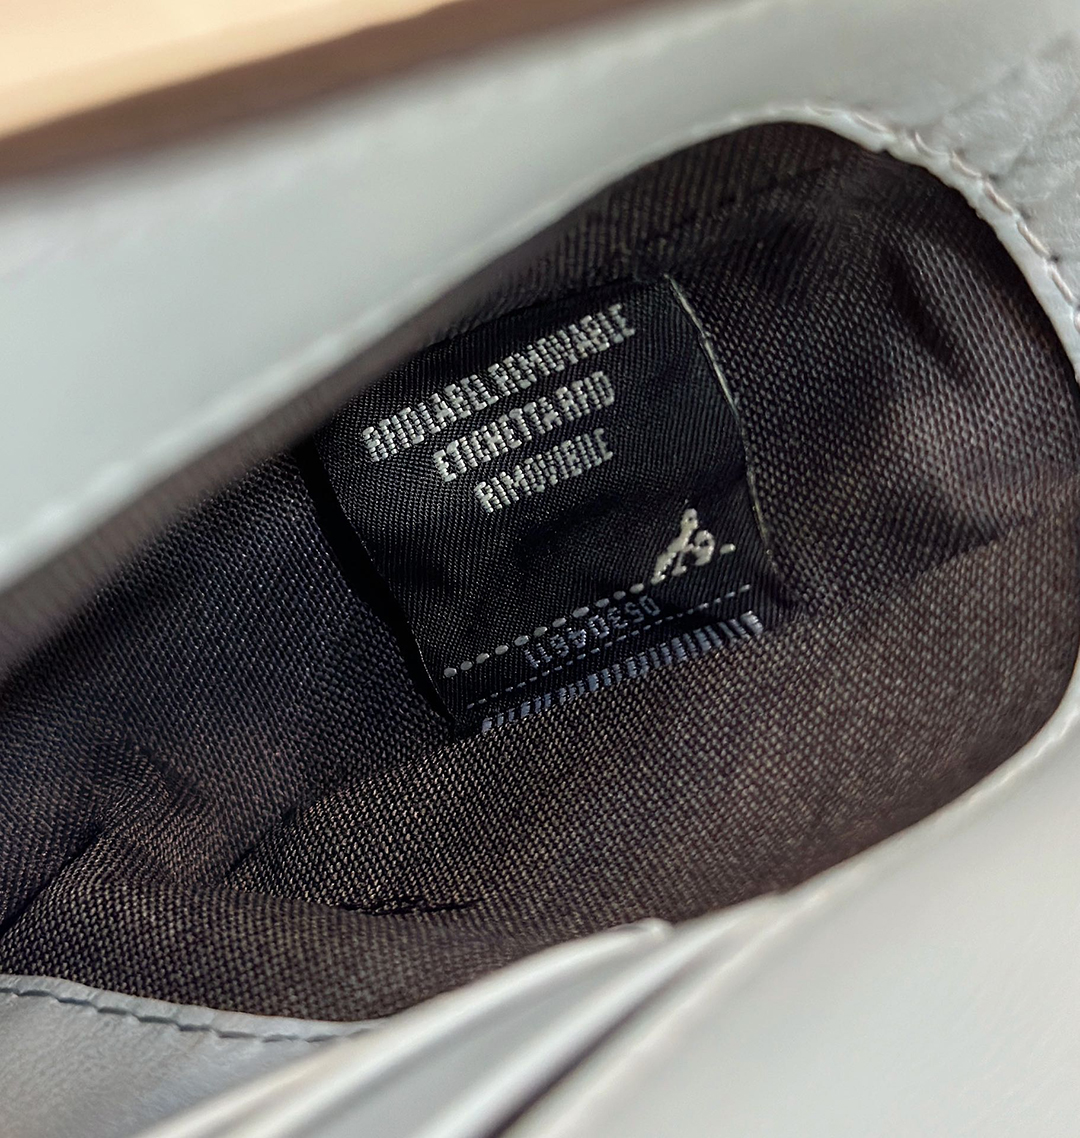 RFID LABEL REMOVABLE
ETICHETTA RFID
RIMOVIBILE